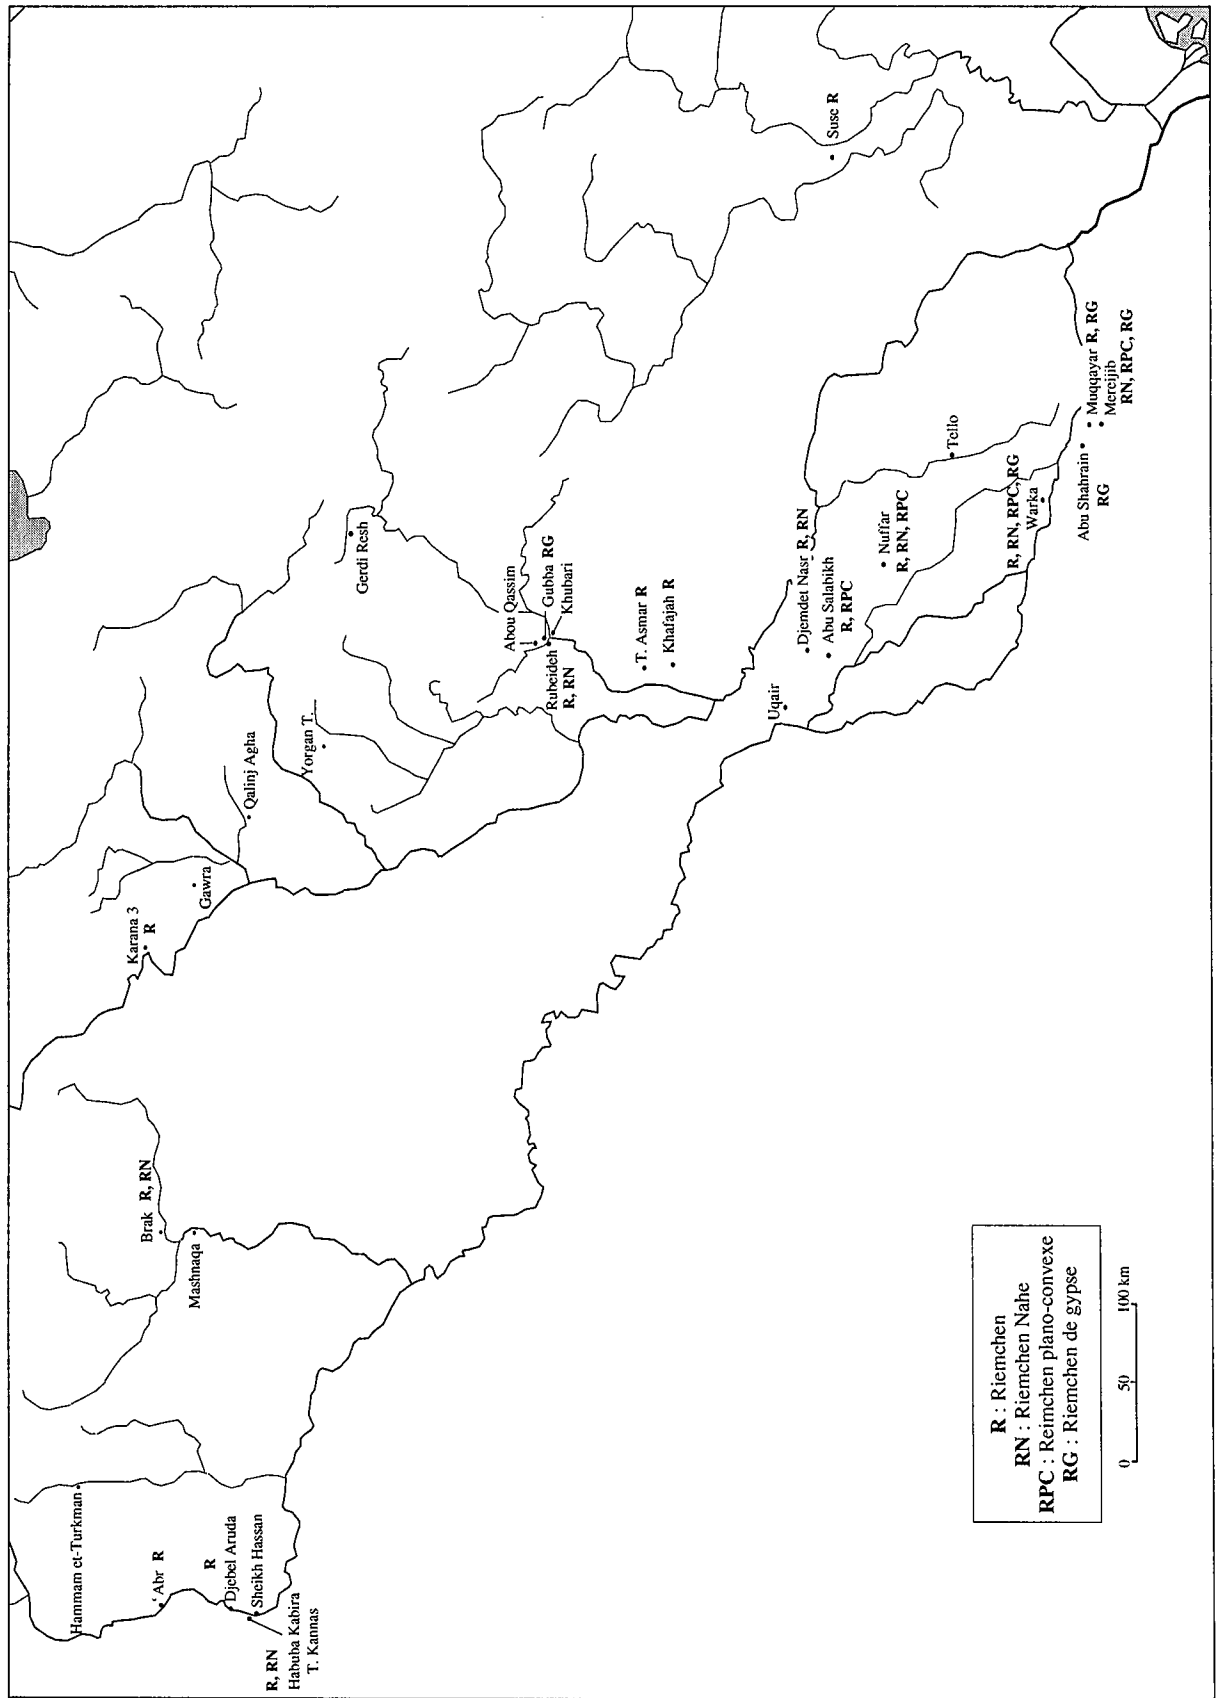 Hammam et-Turkman
'Abr R
R
Djebel Aruda
Sheikh Hassan
R, RN
Habuba Kabira
T. Kannas
Brak R, RN
Mashnaqa
Karana 3
R
Gawra
Qalinj Agha
Yorgan T.
Gerdi Resh
Abou Qassim
Gubba RG
Khubari
Rubeideh
R, RN
T. Asmar R
Khafajah R
Uqair
Djemdet Nasr R, RN
Abu Salabikh
R, RPC
Nuffar
R, RN, RPC
Tello
R, RN, RPC, RG
Warka
Abu Shahrain
RG
Muqqayar R, RG
Mereijib
RN, RPC, RG
Suse R
R : Riemchen
RN : Riemchen Nahe
RPC : Reimchen plano-convexe
RG : Riemchen de gypse
0 50 100 km